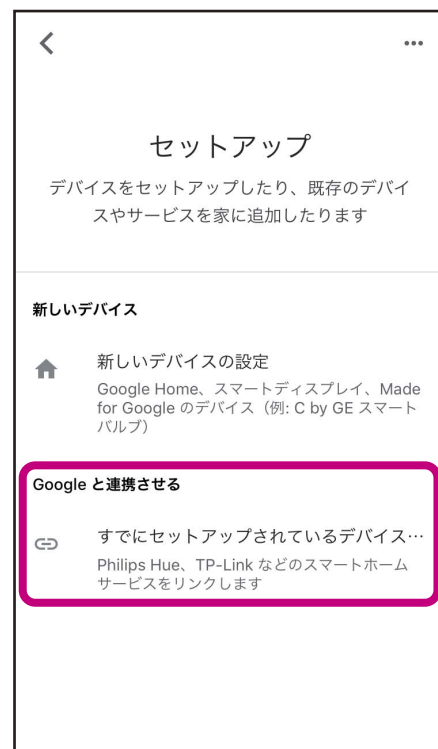 セットアップ
デバイスをセットアップしたり、既存のデバイ
スやサービスを家に追加したります
新しいデバイス
新しいデバイスの設定
Google Home、スマートディスプレイ、Made
for Google のデバイス（例: C by GE スマート
バルブ）
Google と連携させる
すでにセットアップされているデバイス…
Philips Hue、TP-Link などのスマートホーム
サービスをリンクします